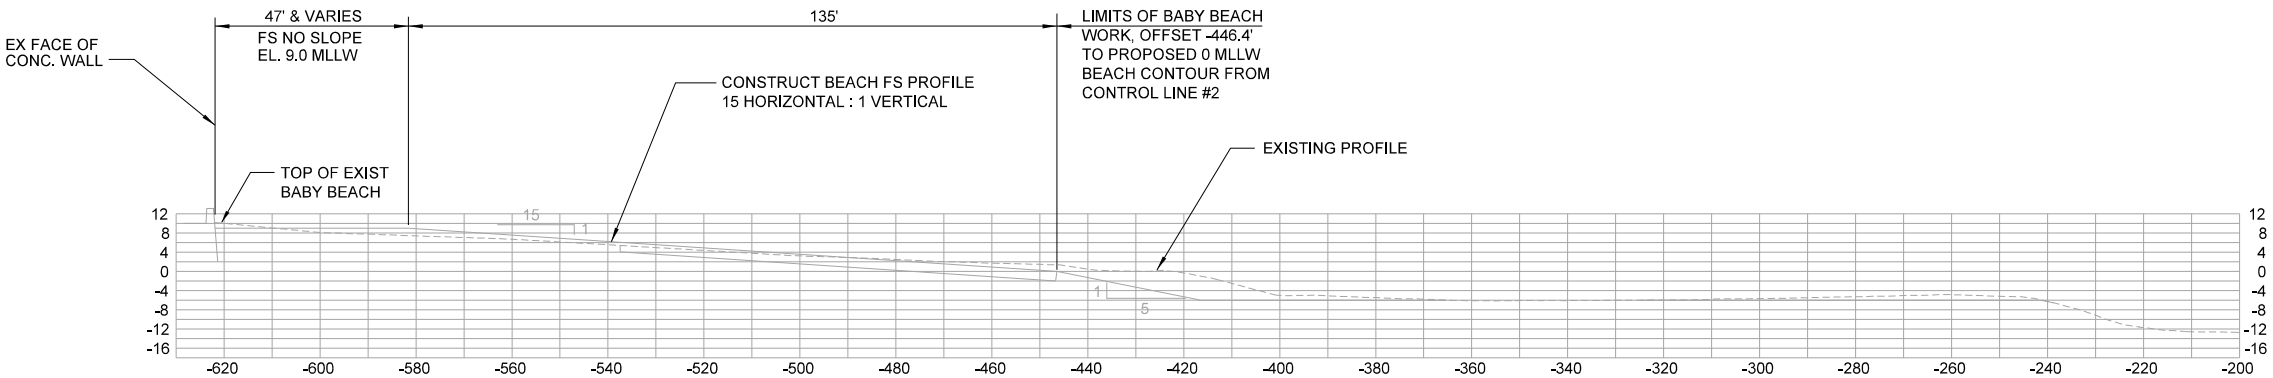 47' & VARIES
FS NO SLOPE
EL. 9.0 MLLW
135'
LIMITS OF BABY BEACH
WORK, OFFSET -446.4'
TO PROPOSED 0 MLLW
BEACH CONTOUR FROM
CONTROL LINE #2
EX FACE OF
CONC. WALL
CONSTRUCT BEACH FS PROFILE
15 HORIZONTAL : 1 VERTICAL
EXISTING PROFILE
TOP OF EXIST
BABY BEACH
15
1
1
5
12
8
4
0
-4
-8
-12
-16
12
8
4
0
-4
-8
-12
-16
-620 -600 -580 -560 -540 -520 -500 -480 -460 -440 -420 -400 -380 -360 -340 -320 -300 -280 -260 -240 -220 -200